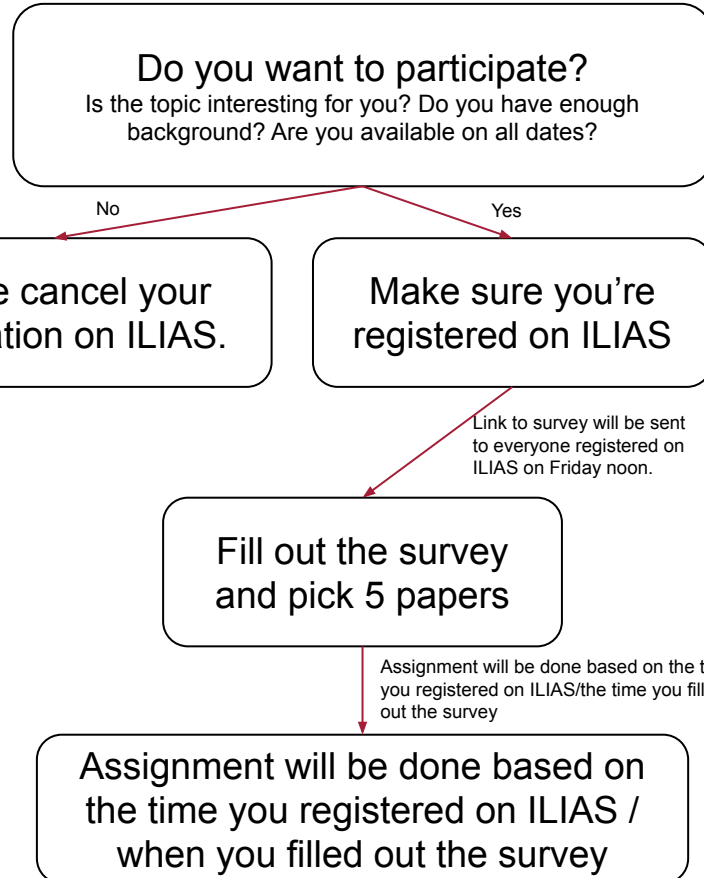 Do you want to participate?
Is the topic interesting for you? Do you have enough
background? Are you available on all dates?
No
Yes
cancel your
on ILIAS.
Make sure you’re
registered on ILIAS
Link to survey will be sent
to everyone registered on
ILIAS on Friday noon.
Fill out the survey
and pick 5 papers
Assignment will be done based on the
you registered on ILIAS/the time you fill
out the survey
Assignment will be done based on
the time you registered on ILIAS /
when you filled out the survey